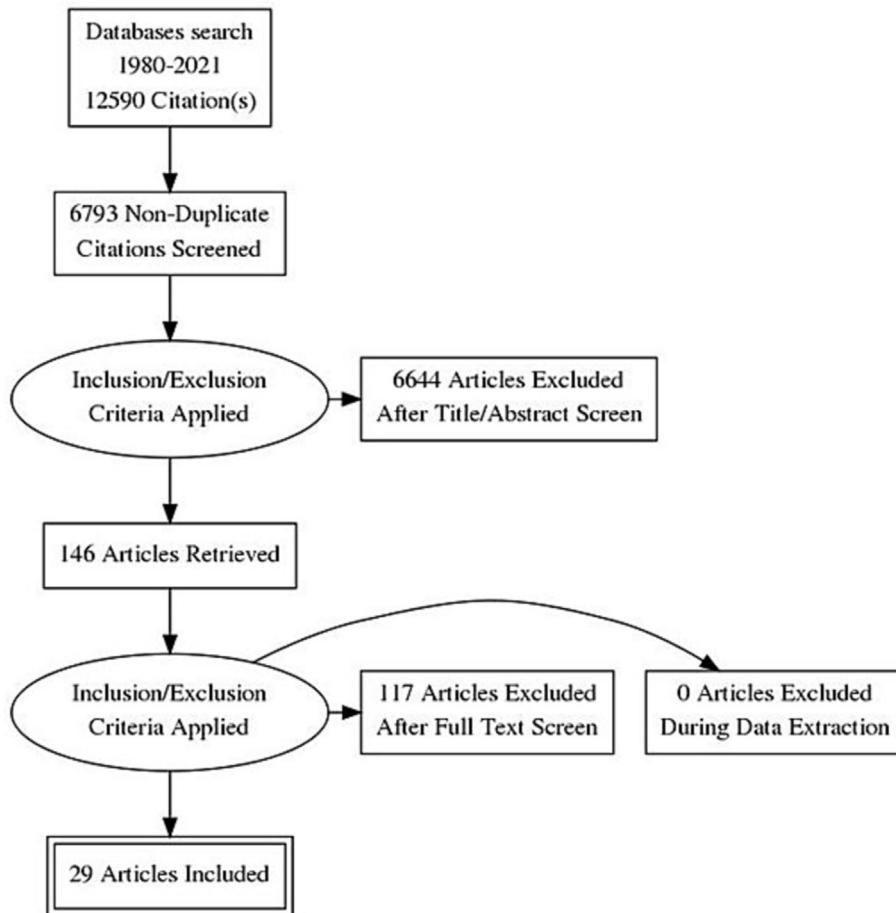 Databases search
1980-2021
12590 Citation(s)
6793 Non-Duplicate
Citations Screened
Inclusion/Exclusion
Criteria Applied
6644 Articles Excluded
After Title/Abstract Screen
146 Articles Retrieved
Inclusion/Exclusion
Criteria Applied
117 Articles Excluded
After Full Text Screen
0 Articles Excluded
During Data Extraction
29 Articles Included